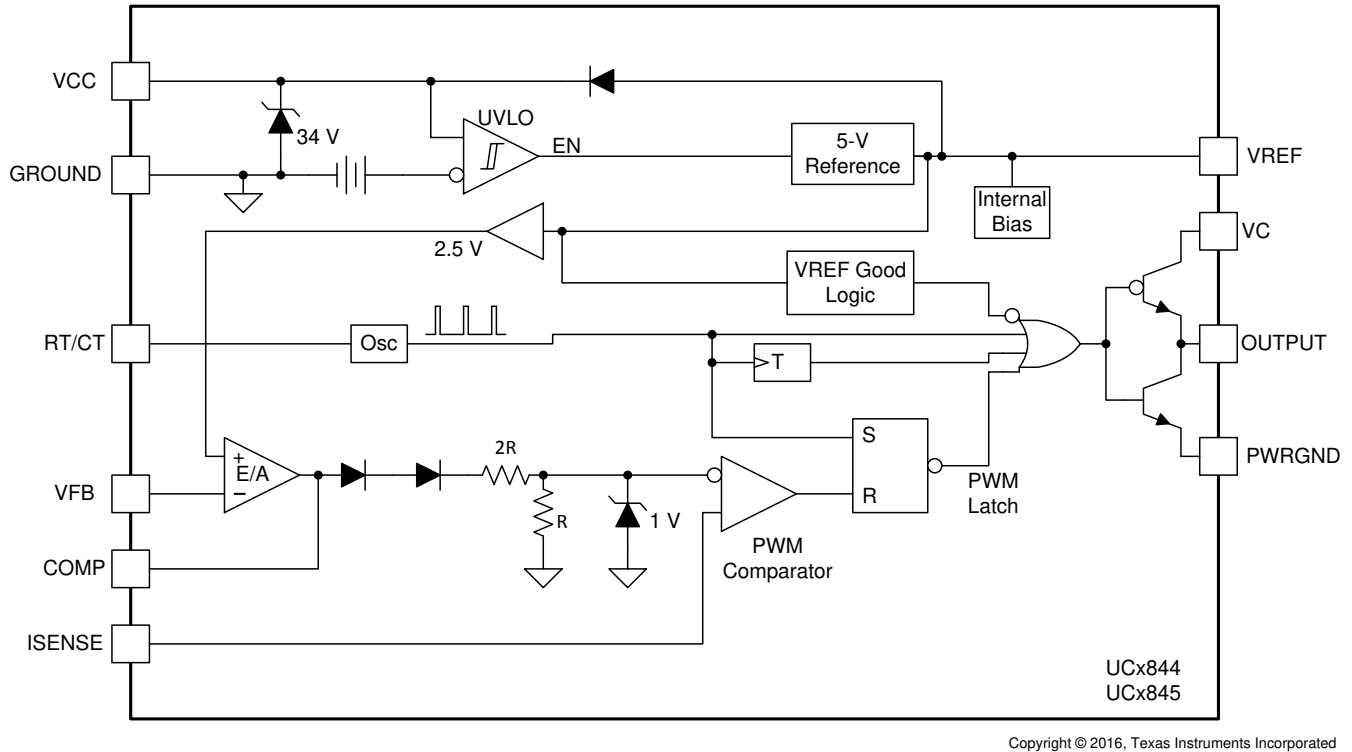 VCC
34 V
UVLO
EN
5-V
Reference
GROUND
VREF
Internal
Bias
2.5 V
VC
VREF Good
Logic
RT/CT
Osc
T
OUTPUT
+
E/A
−
2R
R
1 V
S
R
PWM
Latch
PWRGND
VFB
COMP
PWM
Comparator
ISENSE
UCx844
UCx845
Copyright © 2016, Texas Instruments Incorporated